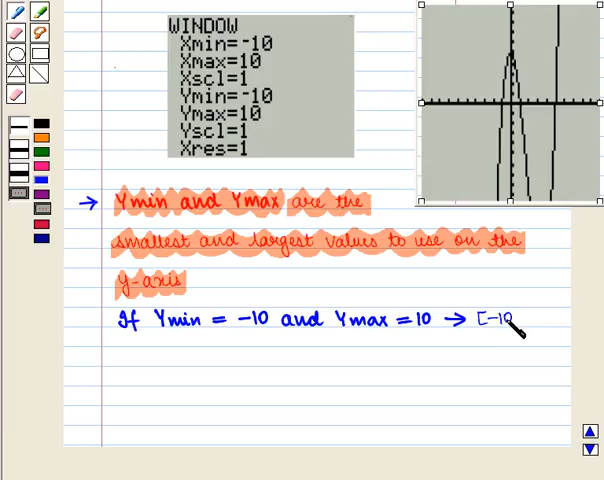 WINDOW
Xmin=-10
Xmax=10
Xscl=1
Ymin=-10
Ymax=10
Yscl=1
Xres=1
→ Ymin and Ymax are the
smallest and largest values to use on the
y-axis
If Ymin = -10 and Ymax = 10 → [-10